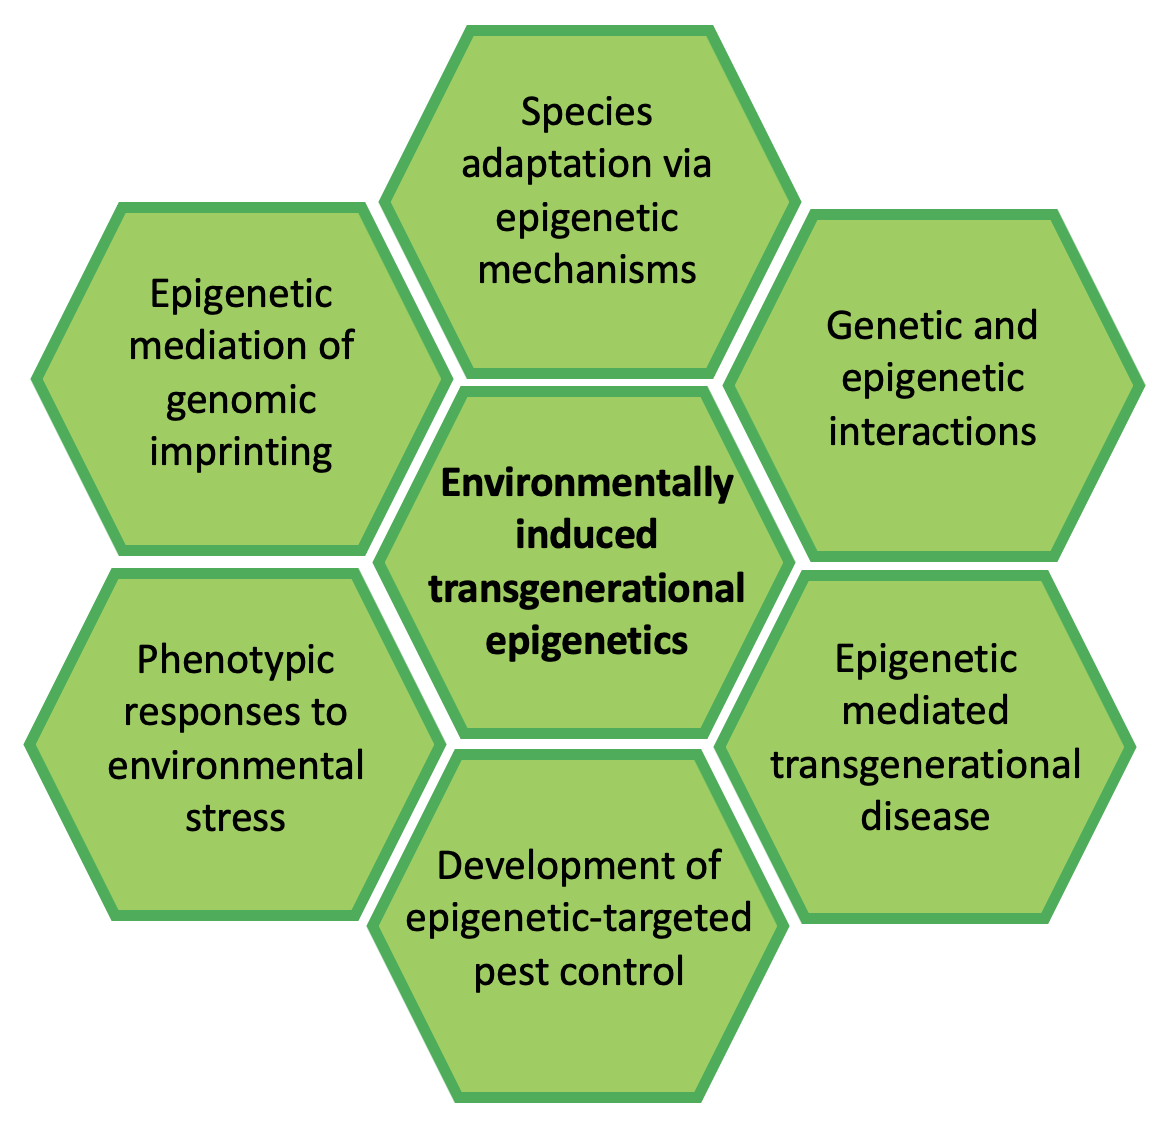 Species
adaptation via
epigenetic
mechanisms
Epigenetic
mediation of
genomic
imprinting
Genetic and
epigenetic
interactions
Environmentally
induced
transgenerational
epigenetics
Phenotypic
responses to
environmental
stress
Epigenetic
mediated
transgenerational
disease
Development of
epigenetic-targeted
pest control